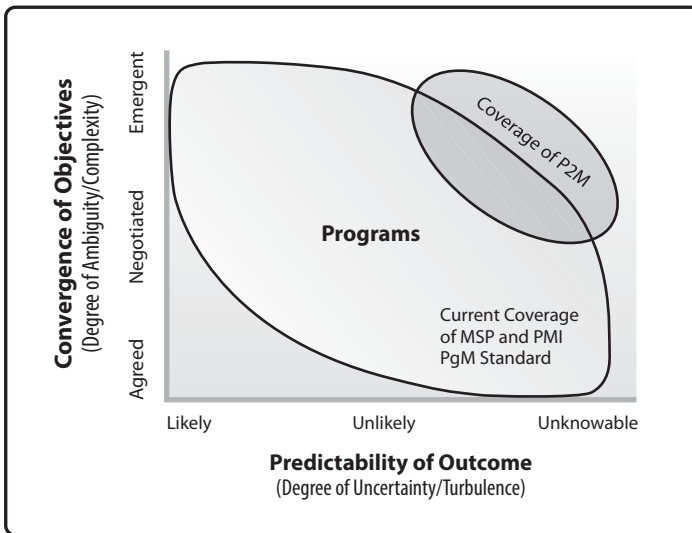 Convergence of Objectives
(Degree of Ambiguity/Complexity)
Emergent
Negotiated
Agreed
Coverage of P2M
Programs
Current Coverage
of MSP and PMI
PgM Standard
Likely
Unlikely
Unknowable
Predictability of Outcome
(Degree of Uncertainty/Turbulence)